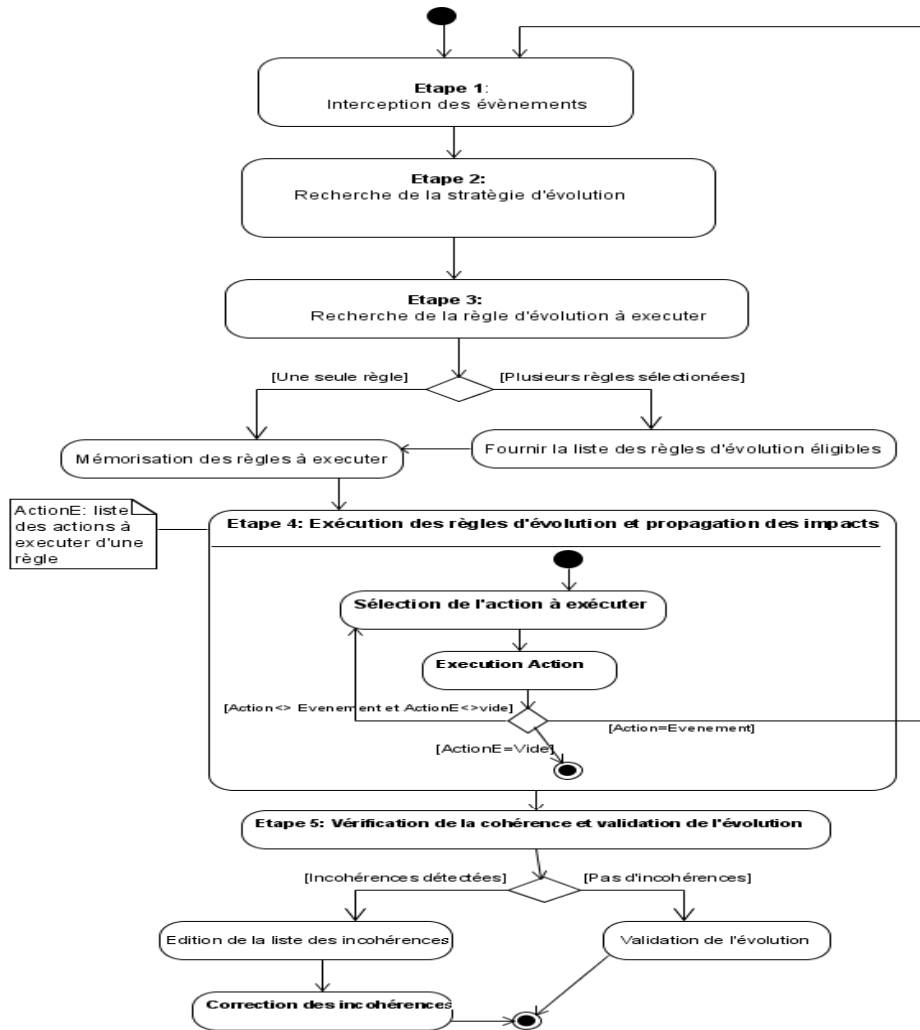 Etape 1:
Interception des évènements
Etape 2:
Recherche de la stratègie d'évolution
Etape 3:
Recherche de la règle d'évolution à executer
[Une seule règle]
[Plusieurs règles sélectionées]
Mémorisation des règles à executer
Fournir la liste des règles d'évolution éligibles
ActionE: liste
des actions à
executer d'une
règle
Etape 4: Exécution des règles d'évolution et propagation des impacts
Sélection de l'action à exécuter
Execution Action
[Action<> Evenement et ActionE<>vide]
[Action=Evenement]
[ActionE=Vide]
Etape 5: Vérification de la cohérence et validation de l'évolution
[Incohérences détectées]
[Pas d'incohérences]
Edition de la liste des incohérences
Validation de l'évolution
Correction des incohérences